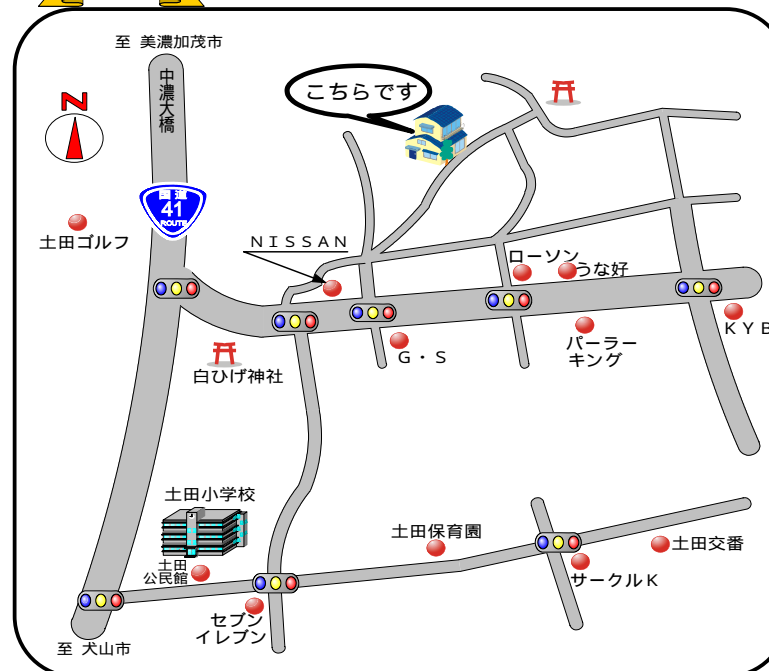 至 美濃加茂市
中濃大橋
こちらです
N
国道
41
ROUTE
土田ゴルフ
NISSAN
ローソン
うな好
KYB
G・S
パーラー
キング
白ひげ神社
土田小学校
土田
公民館
土田保育園
土田交番
サークルK
セブン
イレブン
至 犬山市